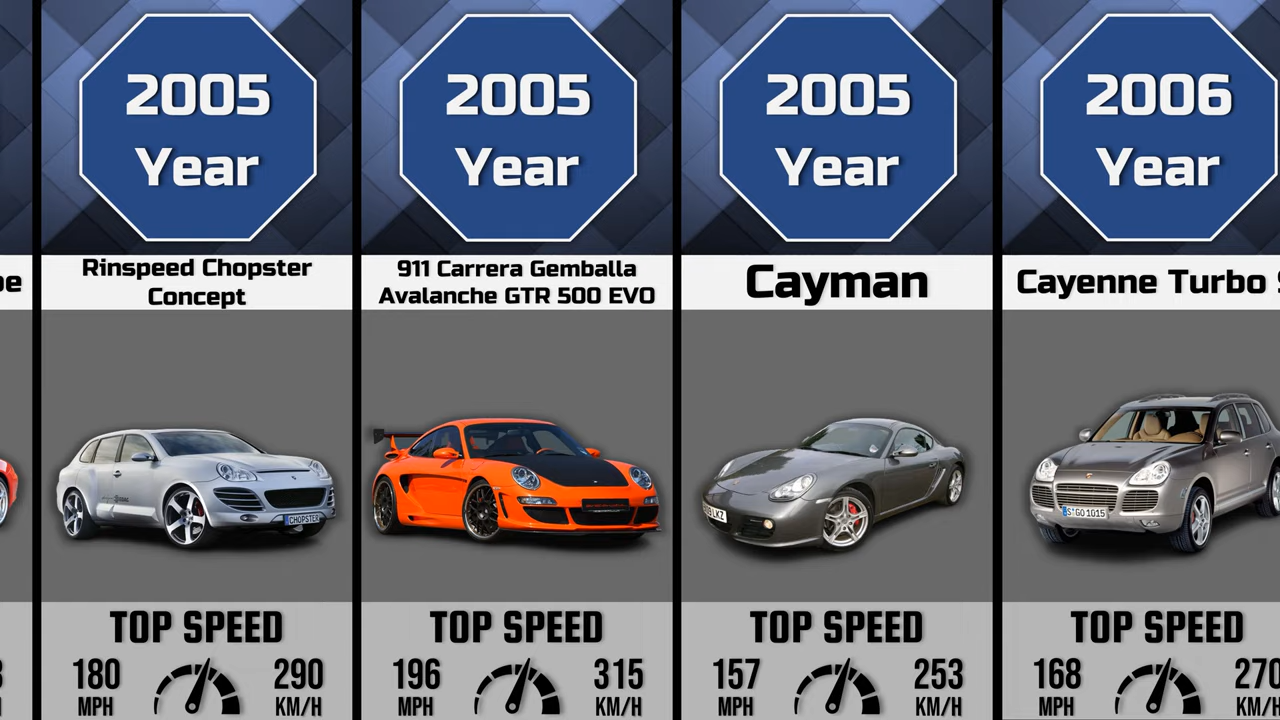 2005
Year
2005
Year
2005
Year
2006
Year
Rinspeed Chopster
Concept
911 Carrera Gemballa
Avalanche GTR 500 EVO
Cayman
Cayenne Turbo
CHOPSTER
S GO 1015
TOP SPEED
TOP SPEED
TOP SPEED
TOP SPEED
180
MPH
290
KM/H
196
MPH
315
KM/H
157
MPH
253
KM/H
168
MPH
270
KM/H